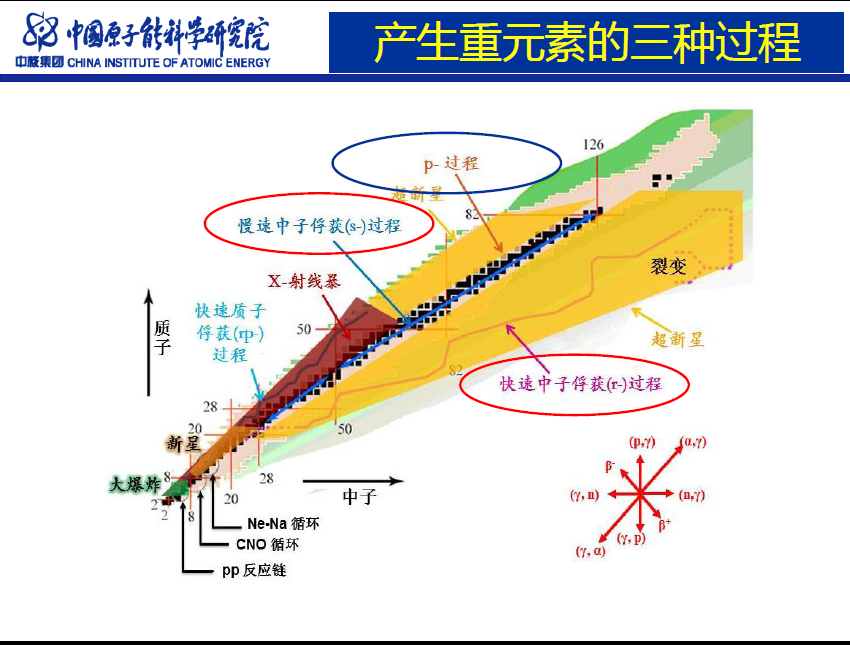 中国原子能科学研究院
中核集团 CHINA INSTITUTE OF ATOMIC ENERGY
产生重元素的三种过程
126
p- 过程
超新星
82
慢速中子俘获(s-)过程
X-射线暴
裂变
快速质子
俘获(rp-)
过程
质子
50
超新星
82
快速中子俘获(r-)过程
28
20
50
新星
大爆炸
8
28
2
2
8
20
中子
Ne-Na 循环
CNO 循环
pp 反应链
(p,γ)
(α,γ)
β-
(γ, n)
(n,γ)
β+
(γ, p)
(γ, α)